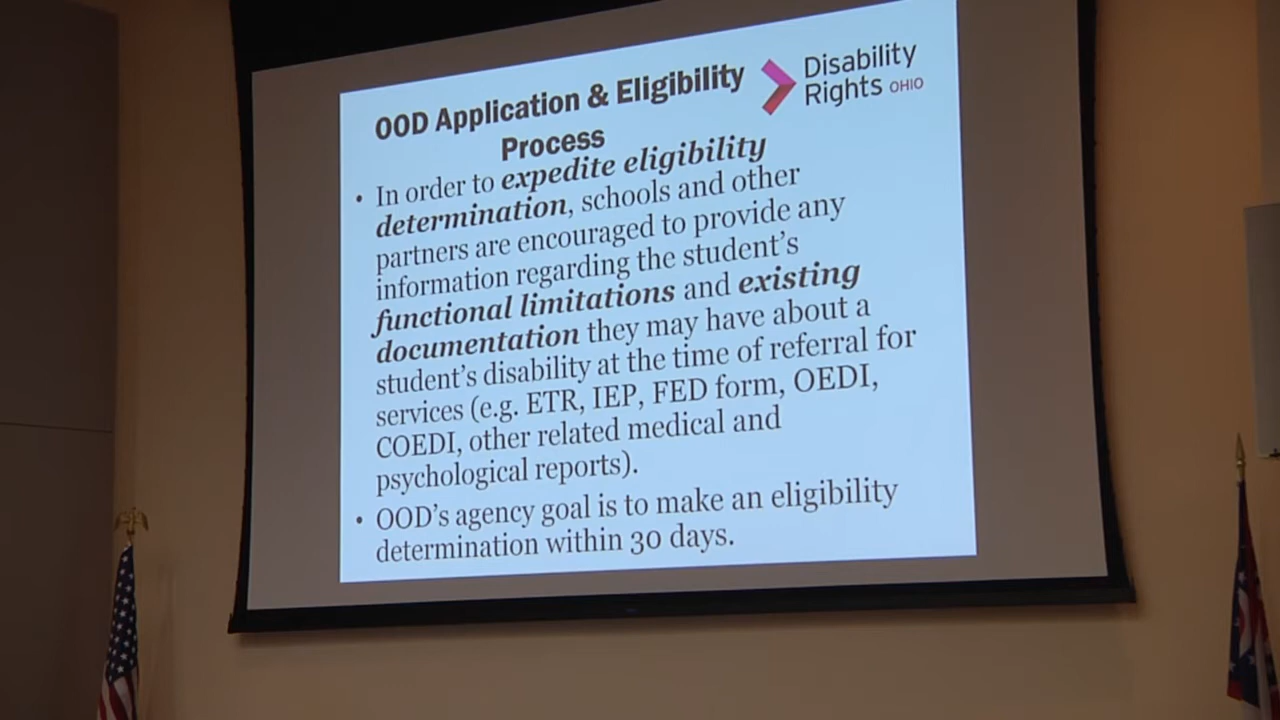 OOD Application & Eligibility
Process
Disability
Rights OHIO
• In order to expedite eligibility
determination, schools and other
partners are encouraged to provide any
information regarding the student's
functional limitations and existing
documentation they may have about a
student's disability at the time of referral for
services (e.g. ETR, IEP, FED form, OEDI,
COEDI, other related medical and
psychological reports).
• OOD's agency goal is to make an eligibility
determination within 30 days.